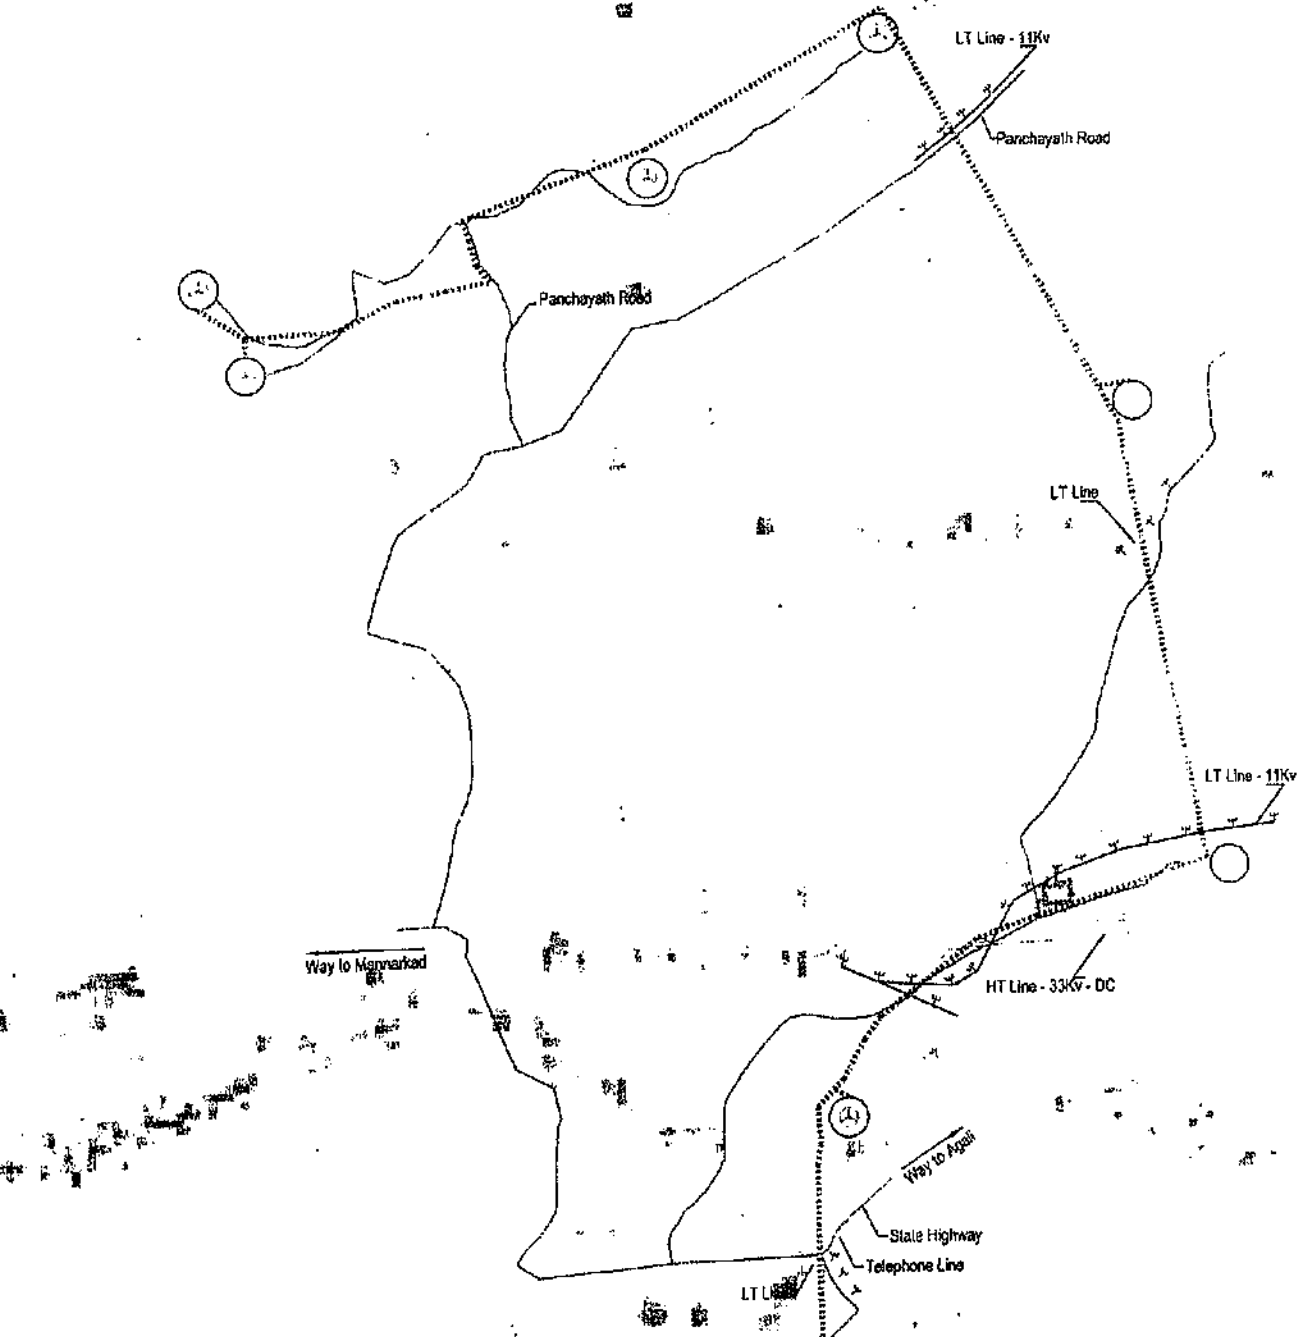 LT Line - 11Kv
Panchayath Road
Panchayath Road
LT Line
LT Line - 11Kv
Way to Mannarkad
HT Line - 33Kv - DC
Way to Agali
State Highway
Telephone Line
LT